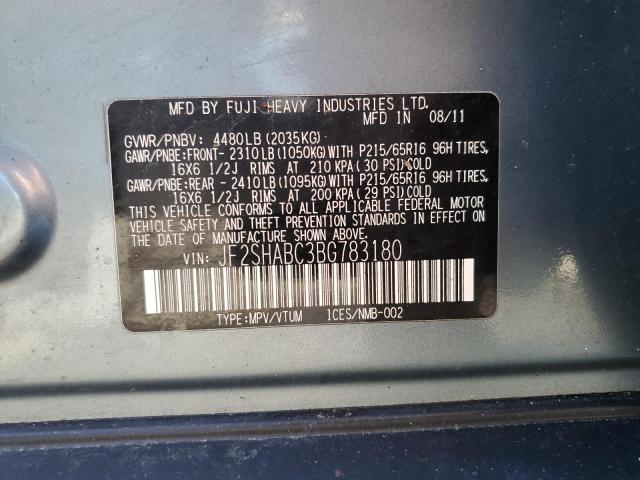 MFD BY FUJI HEAVY INDUSTRIES LTD.
MFD IN 08/11
GVWR/PNBV: 4480LB(2035KG)
GAWR/PNBE:FRONT- 2310LB(1050KG)WITH P215/65R16 96H TIRES,
16X6 1/2J RIMS AT 210 KPA(30 PSI)COLD
GAWR/PNBE:REAR - 2410LB(1095KG)WITH P215/65R16 96H TIRES,
16X6 1/2J RIMS AT 200 KPA(29 PSI)COLD
THIS VEHICLE CONFORMS TO ALL APPLICABLE FEDERAL MOTOR
VEHICLE SAFETY AND THEFT PREVENTION STANDARDS IN EFFECT ON
THE DATE OF MANUFACTURE SHOWN ABOVE.
VIN: JF2SHABC3BG783180
TYPE:MPV/VTUM ICES/NMB-002